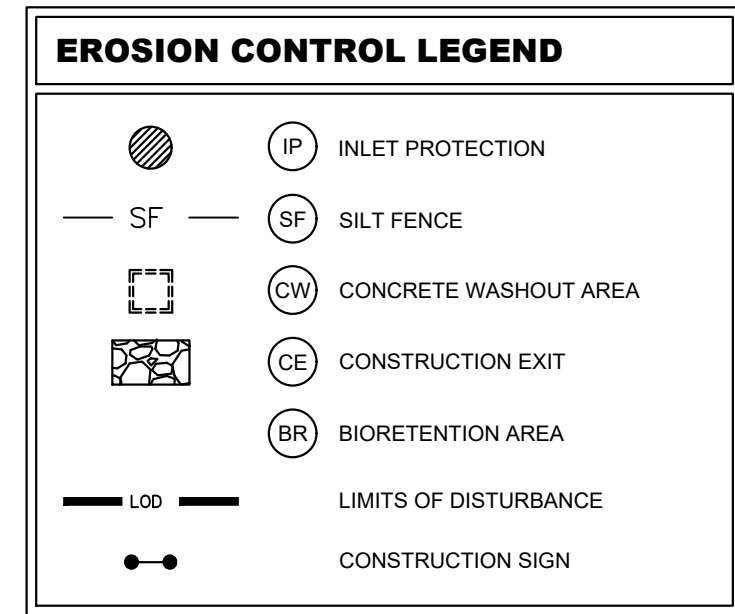 EROSION CONTROL LEGEND
IP INLET PROTECTION
SF SF SILT FENCE
CW CONCRETE WASHOUT AREA
CE CONSTRUCTION EXIT
BR BIORETENTION AREA
LOD LIMITS OF DISTURBANCE
CONSTRUCTION SIGN